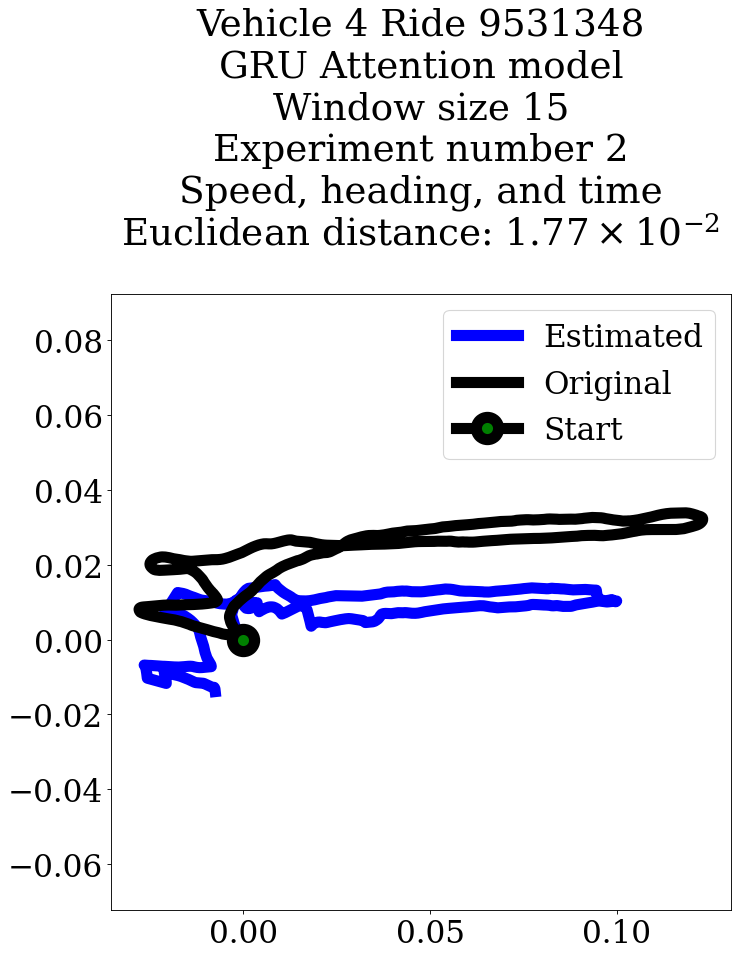 Vehicle 4 Ride 9531348
GRU Attention model
Window size 15
Experiment number 2
Speed, heading, and time
Euclidean distance: 1.77 × 10⁻²
Estimated
Original
Start
0.08
0.06
0.04
0.02
0.00
−0.02
−0.04
−0.06
0.00 0.05 0.10